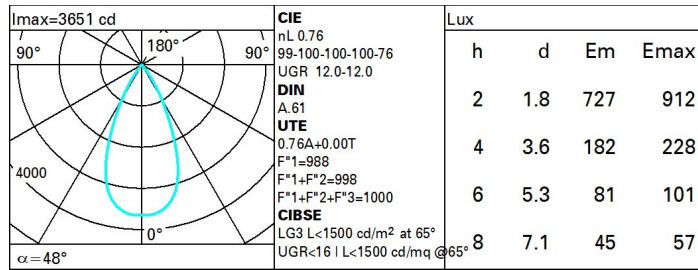 Imax=3651 cd
90° 180° 90°
4000
0°
α=48°
CIE
nL 0.76
99-100-100-100-76
UGR 12.0-12.0
DIN
A.61
UTE
0.76A+0.00T
F"1=988
F"1+F"2=998
F"1+F"2+F"3=1000
CIBSE
LG3 L<1500 cd/m² at 65°
UGR<16 | L<1500 cd/mq @65°
Lux
h d Em Emax
2 1.8 727 912
4 3.6 182 228
6 5.3 81 101
8 7.1 45 57